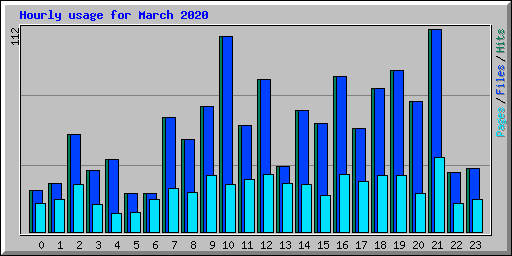 Hourly usage for March 2020
112
Pages / Files / Hits
0 1 2 3 4 5 6 7 8 9 10 11 12 13 14 15 16 17 18 19 20 21 22 23